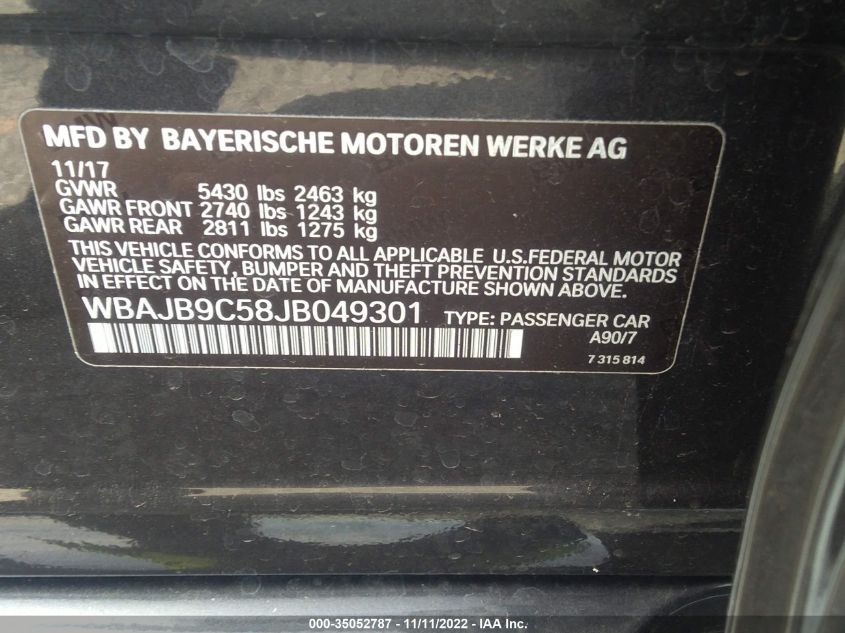 MFD BY BAYERISCHE MOTOREN WERKE AG
11/17
GVWR 5430 lbs 2463 kg
GAWR FRONT 2740 lbs 1243 kg
GAWR REAR 2811 lbs 1275 kg
THIS VEHICLE CONFORMS TO ALL APPLICABLE U.S.FEDERAL MOTOR
VEHICLE SAFETY, BUMPER AND THEFT PREVENTION STANDARDS
IN EFFECT ON THE DATE OF MANUFACTURE SHOWN ABOVE.
WBAJB9C58JB049301 TYPE: PASSENGER CAR
A90/7
7 315 814
000-35052787 - 11/11/2022 - IAA Inc.